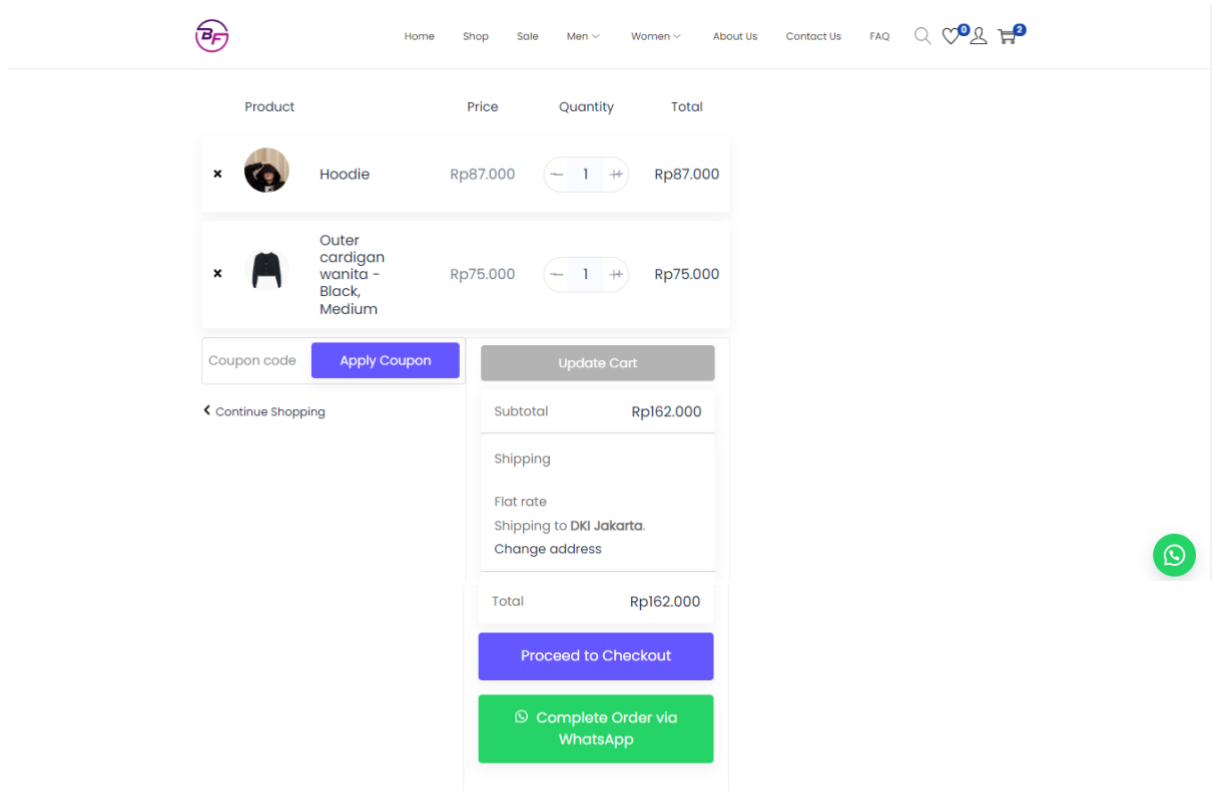 BF
Home Shop Sale Men Women About Us Contact Us FAQ 0 2
Product Price Quantity Total
× Hoodie Rp87.000 - 1 + Rp87.000
Outer
cardigan
wanita -
× Rp75.000 - 1 + Rp75.000
Black,
Medium
Coupon code Apply Coupon
Update Cart
Continue Shopping
Subtotal Rp162.000
Shipping
Flat rate
Shipping to DKI Jakarta.
Change address
Total Rp162.000
Proceed to Checkout
Complete Order via
WhatsApp